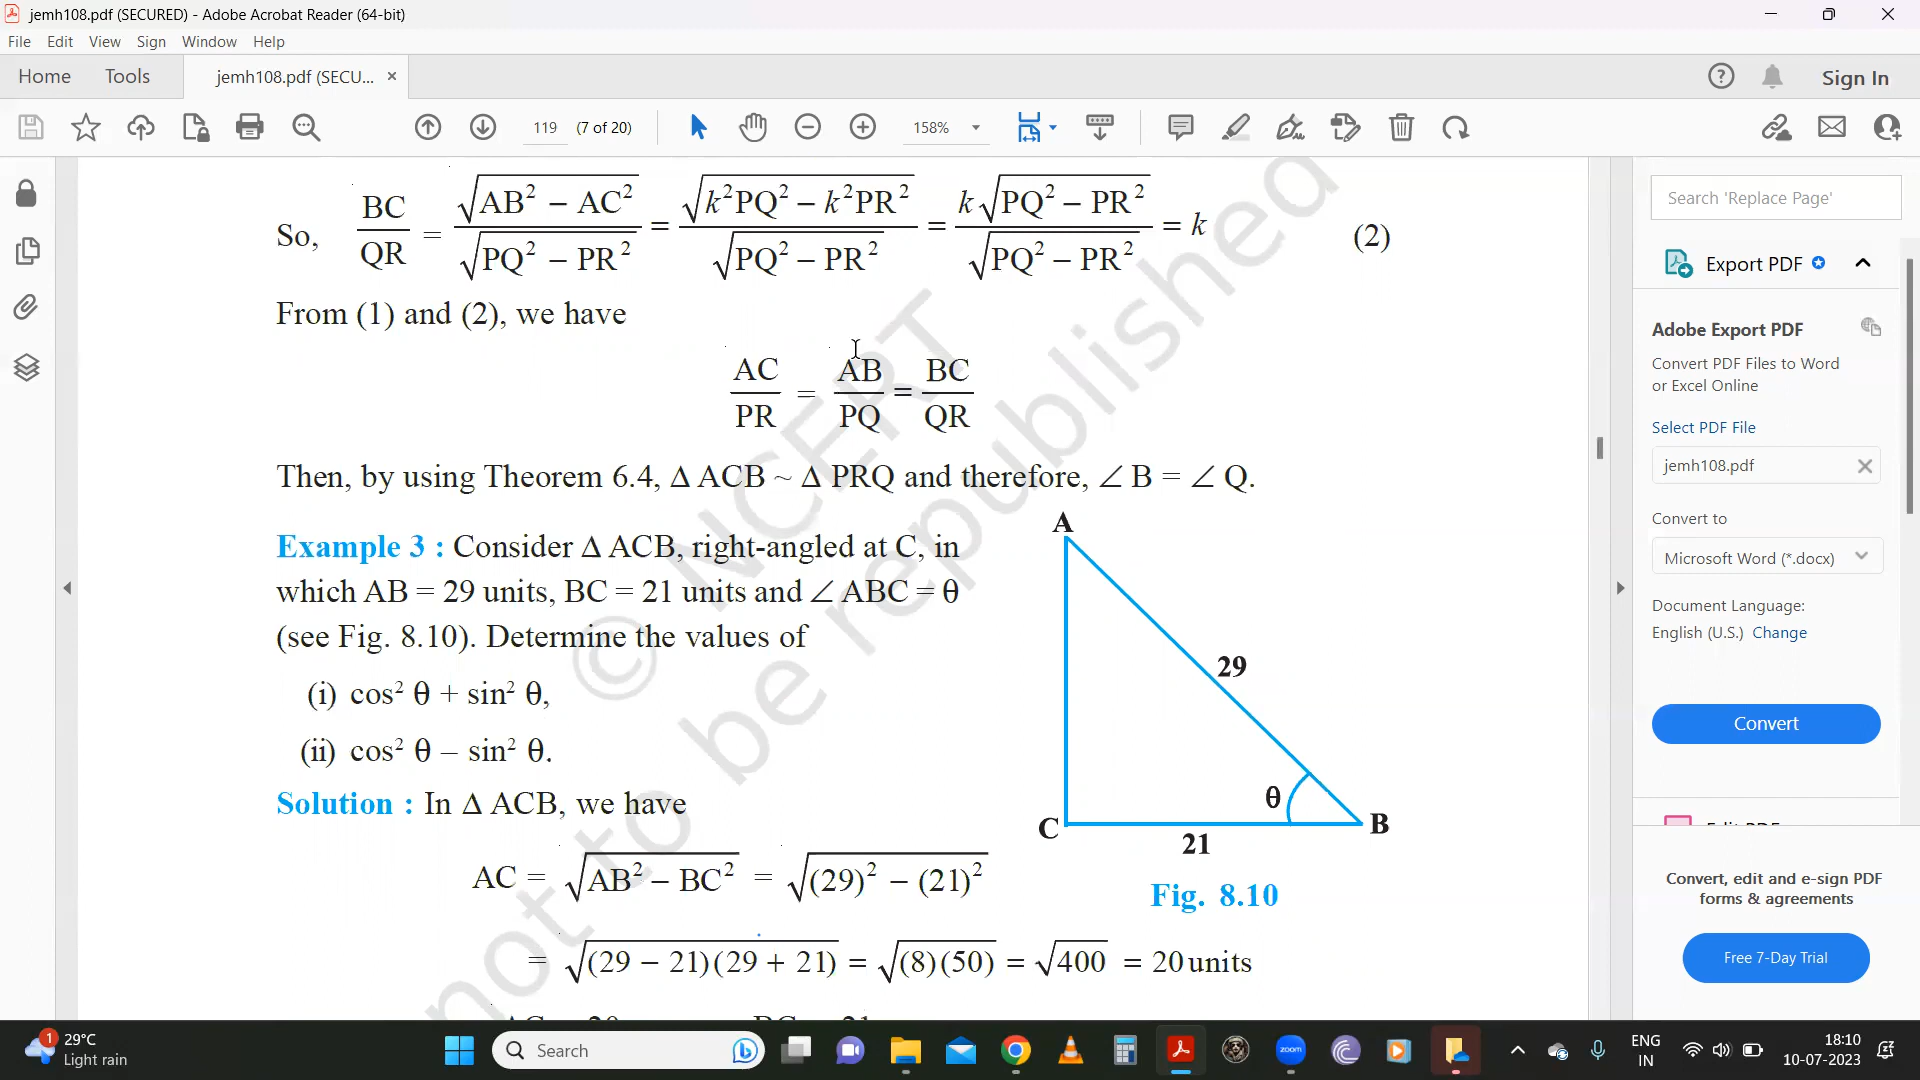 jemh108.pdf (SECURED) - Adobe Acrobat Reader (64-bit)
File Edit View Sign Window Help
Home Tools jemh108.pdf (SECU... × Sign In
119 (7 of 20) 158%
So, BC/QR = √(AB² − AC²)/√(PQ² − PR²) = √(k²PQ² − k²PR²)/√(PQ² − PR²) = k√(PQ² − PR²)/√(PQ² − PR²) = k (2)
From (1) and (2), we have
AC/PR = AB/PQ = BC/QR
Then, by using Theorem 6.4, Δ ACB ~ Δ PRQ and therefore, ∠ B = ∠ Q.
Example 3 : Consider Δ ACB, right-angled at C, in
which AB = 29 units, BC = 21 units and ∠ ABC = θ
(see Fig. 8.10). Determine the values of
(i) cos² θ + sin² θ,
(ii) cos² θ – sin² θ.
Solution : In Δ ACB, we have
AC = √(AB² − BC²) = √((29)² − (21)²)
= √((29 − 21)(29 + 21)) = √((8)(50)) = √400 = 20 units
A
29
θ
C
B
21
Fig. 8.10
© NCERT
not to be republished
Search 'Replace Page'
Export PDF
Adobe Export PDF
Convert PDF Files to Word
or Excel Online
Select PDF File
jemh108.pdf
Convert to
Microsoft Word (*.docx)
Document Language:
English (U.S.) Change
Convert
Convert, edit and e-sign PDF
forms & agreements
Free 7-Day Trial
1
29°C
Light rain
Search
zoom
ENG
IN
18:10
10-07-2023